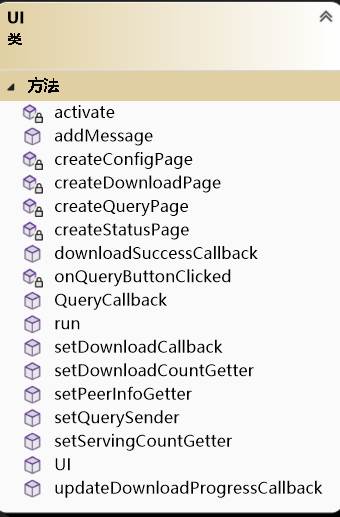 UI
类
方法
activate
addMessage
createConfigPage
createDownloadPage
createQueryPage
createStatusPage
downloadSuccessCallback
onQueryButtonClicked
QueryCallback
run
setDownloadCallback
setDownloadCountGetter
setPeerInfoGetter
setQuerySender
setServingCountGetter
UI
updateDownloadProgressCallback